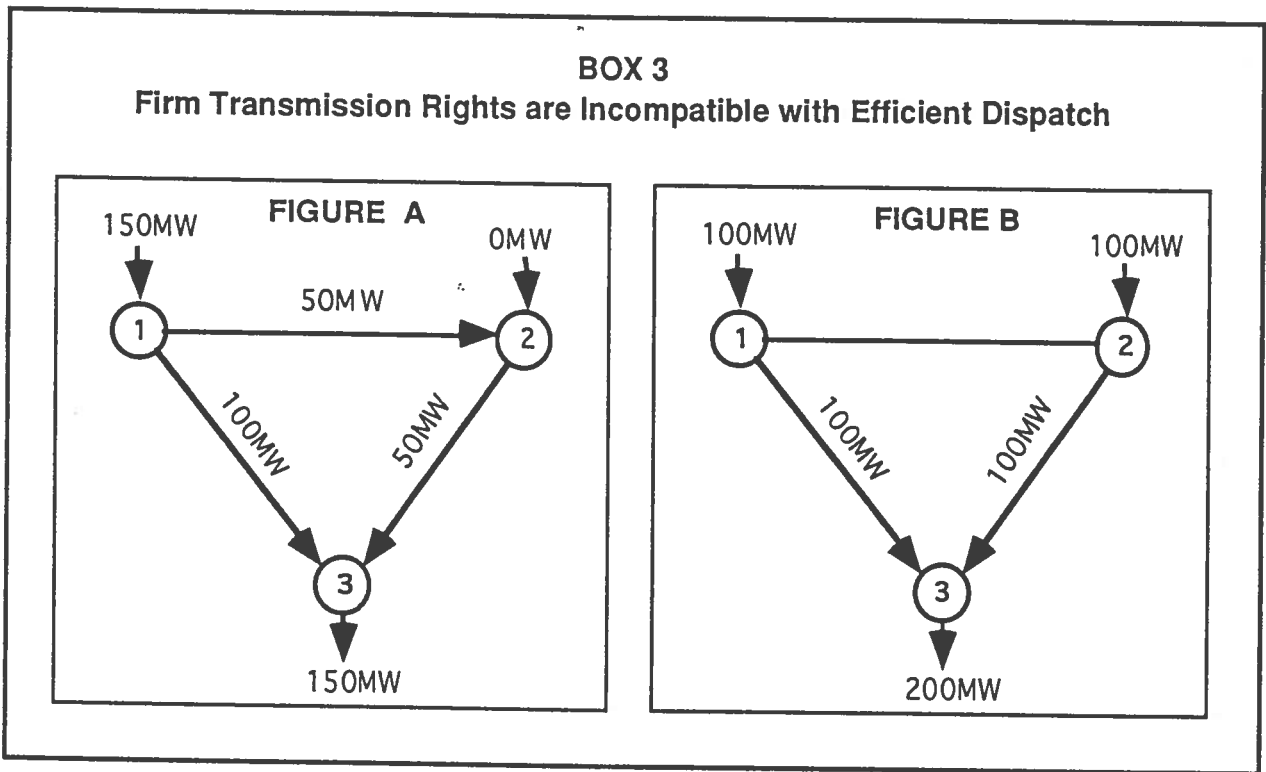 BOX 3
Firm Transmission Rights are Incompatible with Efficient Dispatch
FIGURE A
150MW
0MW
50MW
1
2
100MW
50MW
3
150MW
FIGURE B
100MW
100MW
1
2
100MW
100MW
3
200MW